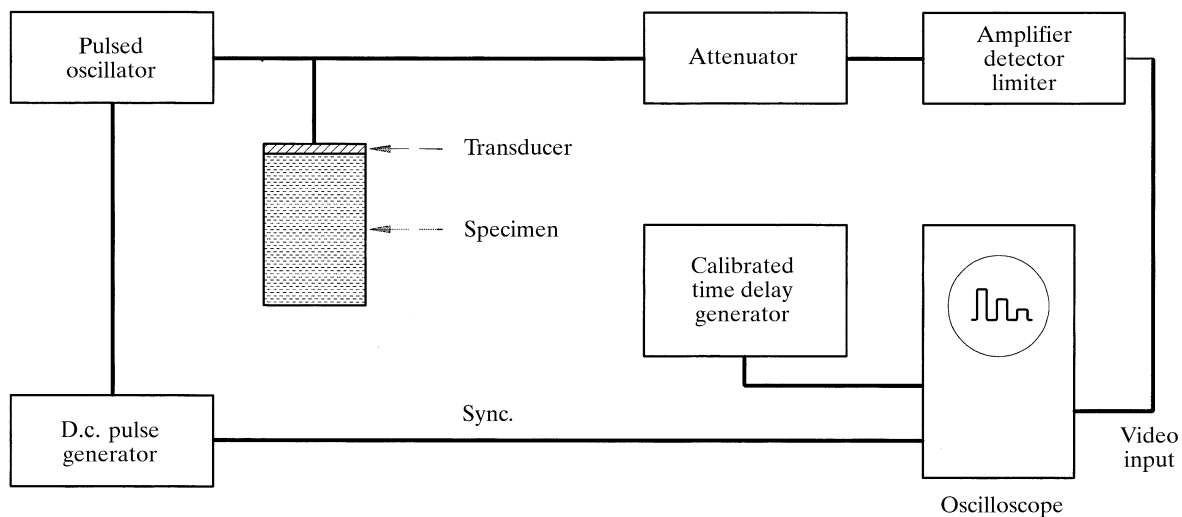 Pulsed
oscillator
Attenuator
Amplifier
detector
limiter
Transducer
Specimen
Calibrated
time delay
generator
D.c. pulse
generator
Sync.
Video
input
Oscilloscope